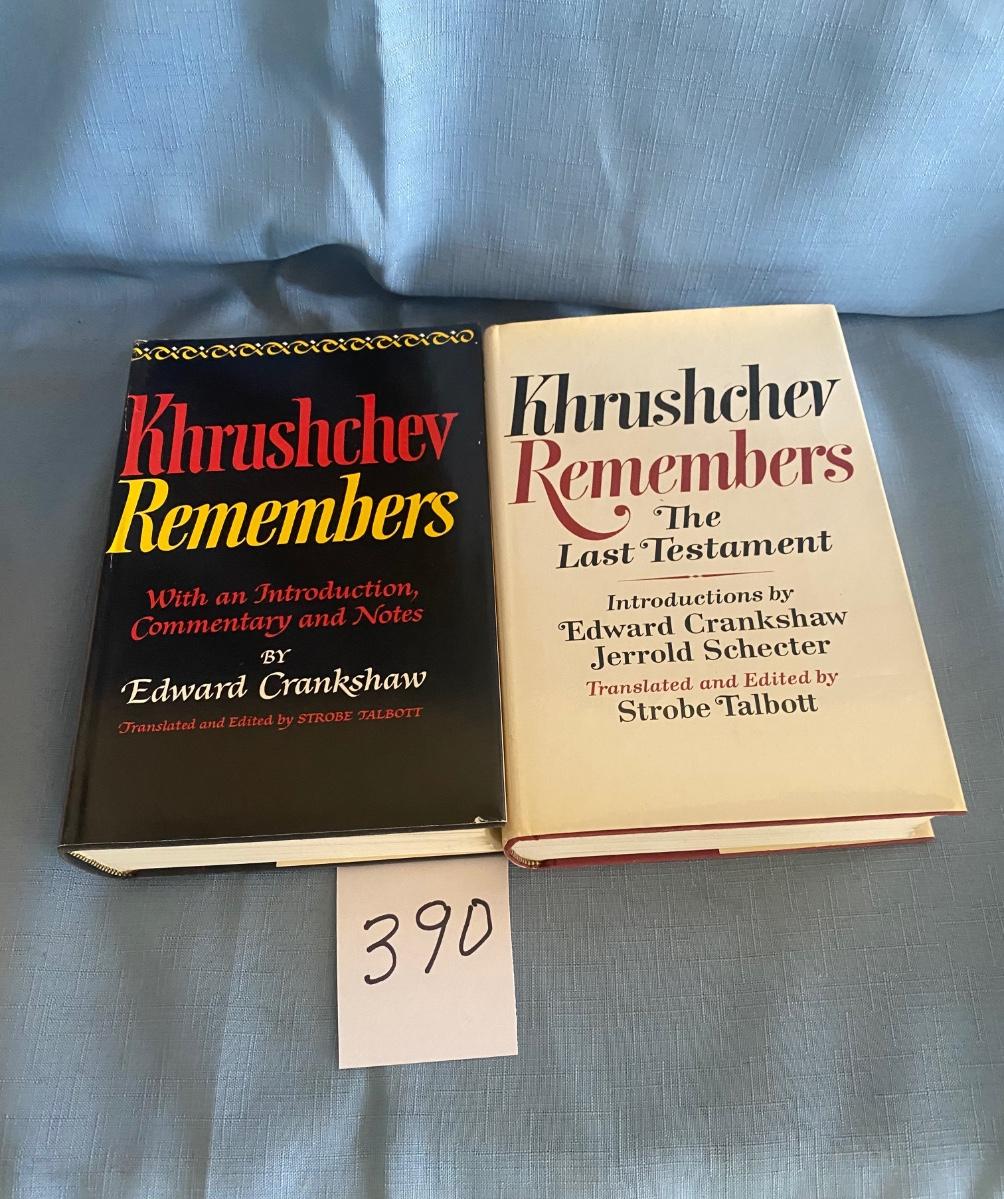 Khrushchev
Remembers
With an Introduction,
Commentary and Notes
BY
Edward Crankshaw
Translated and Edited by STROBE TALBOTT
Khrushchev
Remembers
The
Last Testament
Introductions by
Edward Crankshaw
Jerrold Schecter
Translated and Edited by
Strobe Talbott
390